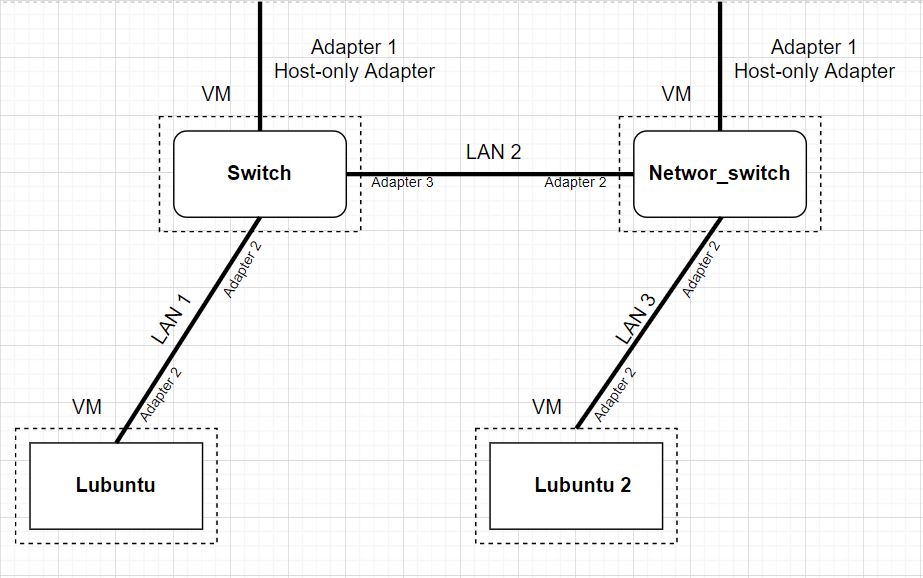 Adapter 1
Host-only Adapter
VM
Adapter 1
Host-only Adapter
VM
Switch
LAN 2
Adapter 3
Adapter 2
Networ_switch
Adapter 2
LAN 1
Adapter 2
Adapter 2
LAN 3
Adapter 2
VM
Lubuntu
VM
Lubuntu 2